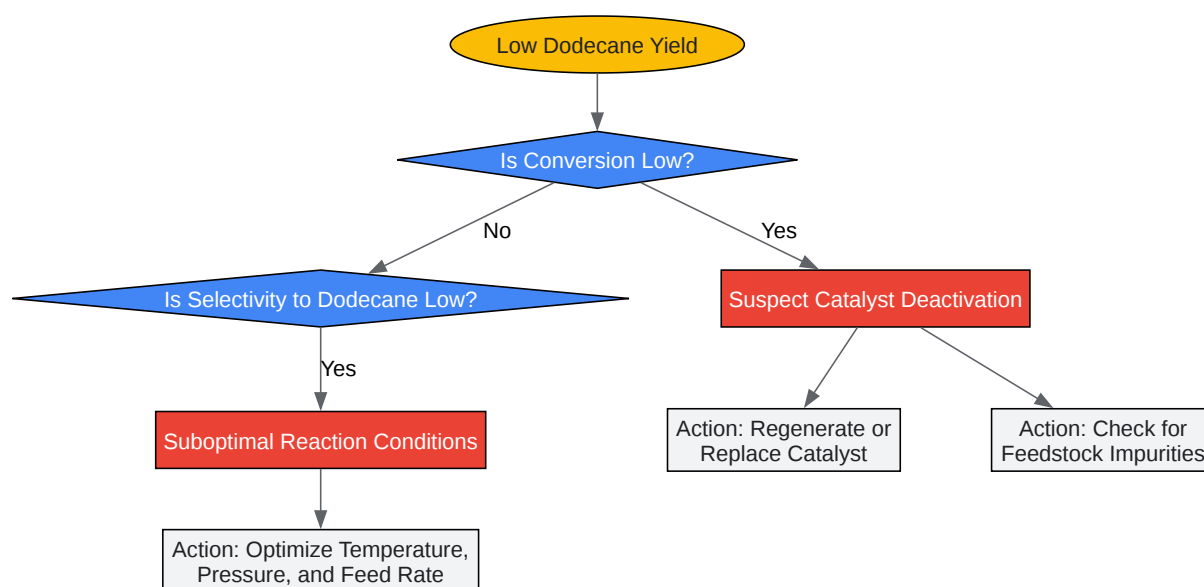 Low Dodecane Yield
Is Conversion Low?
No
Yes
Is Selectivity to Dodecane Low?
Suspect Catalyst Deactivation
Yes
Suboptimal Reaction Conditions
Action: Regenerate or
Replace Catalyst
Action: Check for
Feedstock Impurities
Action: Optimize Temperature,
Pressure, and Feed Rate